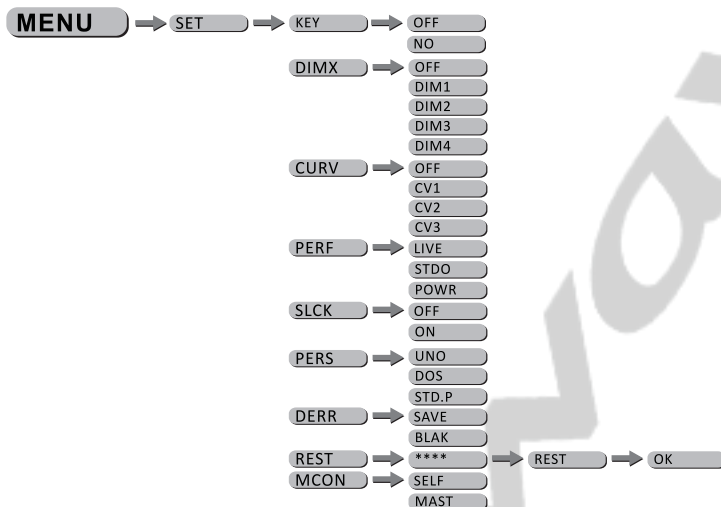 MENU SET KEY OFF
NO
DIMX OFF
DIM1
DIM2
DIM3
DIM4
CURV OFF
CV1
CV2
CV3
PERF LIVE
STDO
POWR
SLCK OFF
ON
PERS UNO
DOS
STD.P
DERR SAVE
BLAK
REST **** REST OK
MCON SELF
MAST